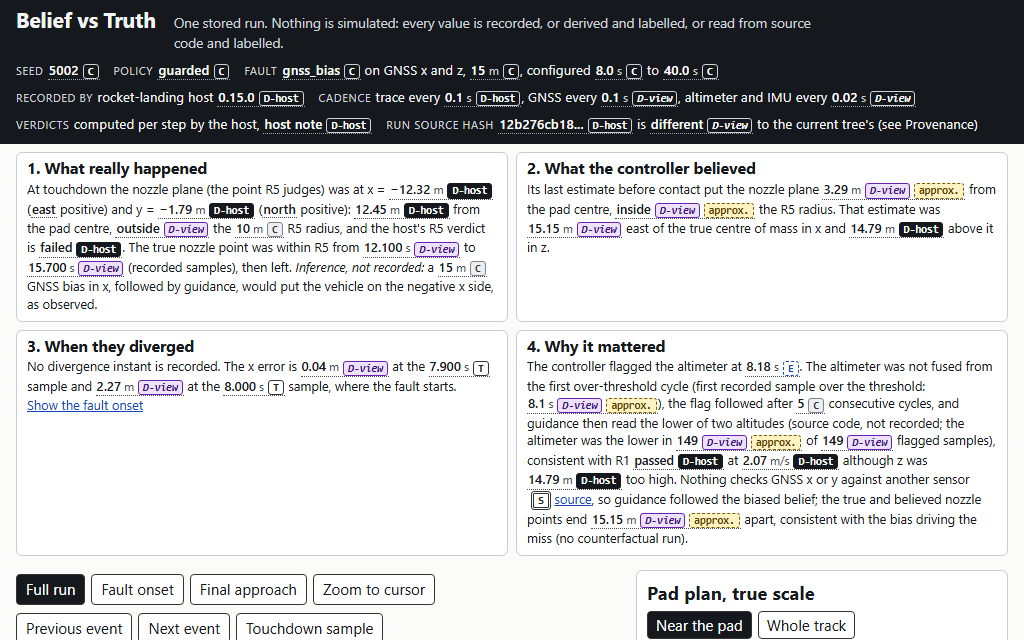 Belief vs Truth
One stored run. Nothing is simulated: every value is recorded, or derived and labelled, or read from source
code and labelled.
SEED 5002 C POLICY guarded C FAULT gnss_bias C on GNSS x and z, 15 m C, configured 8.0 s C to 40.0 s C
RECORDED BY rocket-landing host 0.15.0 D-host CADENCE trace every 0.1 s D-host, GNSS every 0.1 s D-view, altimeter and IMU every 0.02 s D-view
VERDICTS computed per step by the host, host note D-host RUN SOURCE HASH 12b276cb18... D-host is different D-view to the current tree's (see Provenance)
1. What really happened
At touchdown the nozzle plane (the point R5 judges) was at x = −12.32 m D-host
(east positive) and y = −1.79 m D-host (north positive): 12.45 m D-host from
the pad centre, outside D-view the 10 m C R5 radius, and the host's R5 verdict
is failed D-host. The true nozzle point was within R5 from 12.100 s D-view to
15.700 s D-view (recorded samples), then left. Inference, not recorded: a 15 m C
GNSS bias in x, followed by guidance, would put the vehicle on the negative x side,
as observed.
2. What the controller believed
Its last estimate before contact put the nozzle plane 3.29 m D-view approx. from
the pad centre, inside D-view approx. the R5 radius. That estimate was
15.15 m D-view east of the true centre of mass in x and 14.79 m D-host above it
in z.
3. When they diverged
No divergence instant is recorded. The x error is 0.04 m D-view at the 7.900 s T
sample and 2.27 m D-view at the 8.000 s T sample, where the fault starts.
Show the fault onset
4. Why it mattered
The controller flagged the altimeter at 8.18 s E. The altimeter was not fused from
the first over-threshold cycle (first recorded sample over the threshold:
8.1 s D-view approx.), the flag followed after 5 C consecutive cycles, and
guidance then read the lower of two altitudes (source code, not recorded; the
altimeter was the lower in 149 D-view approx. of 149 D-view flagged samples),
consistent with R1 passed D-host at 2.07 m/s D-host although z was
14.79 m D-host too high. Nothing checks GNSS x or y against another sensor
S source, so guidance followed the biased belief; the true and believed nozzle
points end 15.15 m D-view approx. apart, consistent with the bias driving the
miss (no counterfactual run).
Full run Fault onset Final approach Zoom to cursor
Previous event Next event Touchdown sample
Pad plan, true scale
Near the pad Whole track